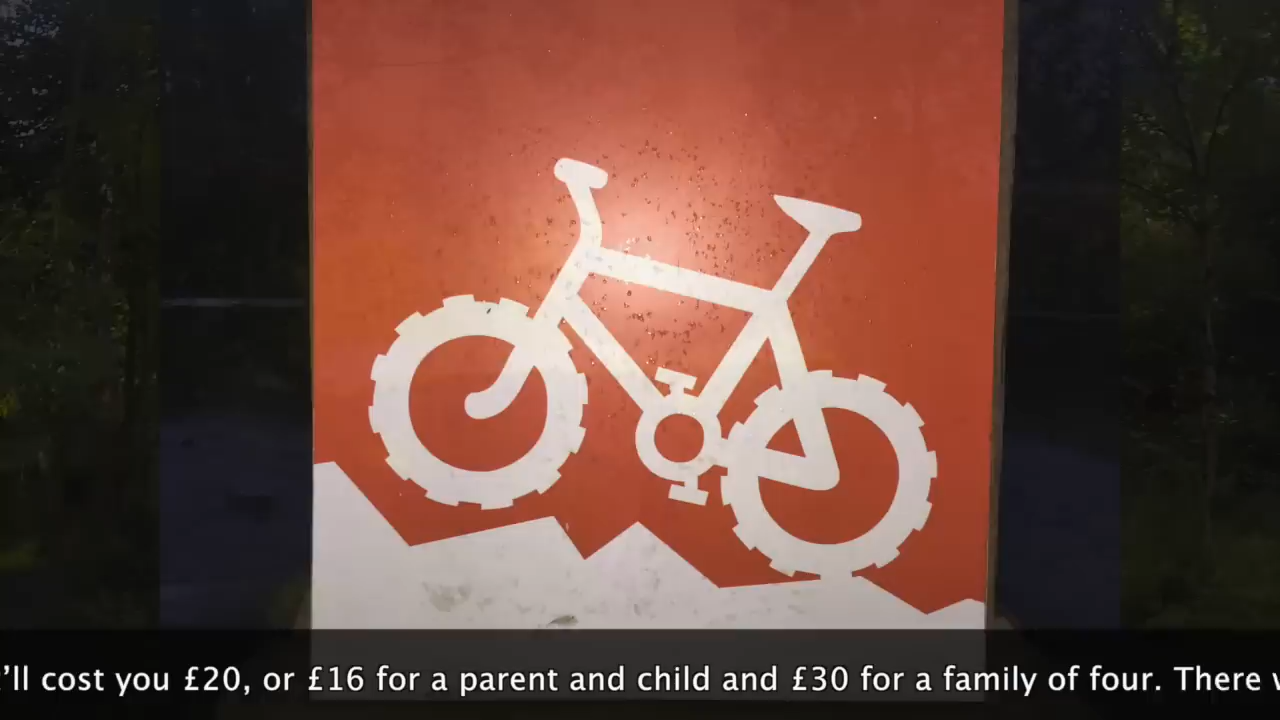 'll cost you £20, or £16 for a parent and child and £30 for a family of four. There